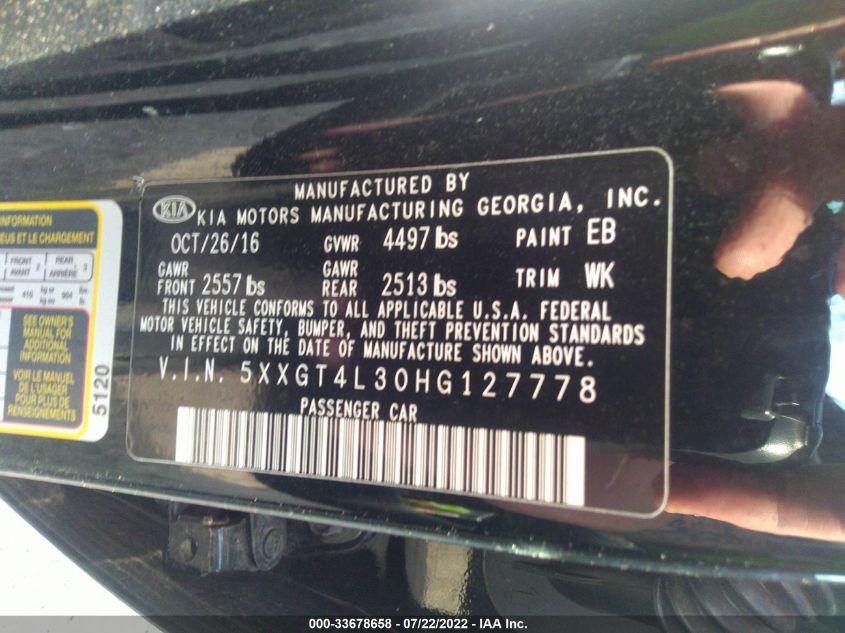 MANUFACTURED BY
KIA KIA MOTORS MANUFACTURING GEORGIA, INC.
OCT/26/16 GVWR 4497 lbs PAINT EB
GAWR FRONT 2557 lbs GAWR REAR 2513 lbs TRIM WK
THIS VEHICLE CONFORMS TO ALL APPLICABLE U.S.A. FEDERAL
MOTOR VEHICLE SAFETY, BUMPER, AND THEFT PREVENTION STANDARDS
IN EFFECT ON THE DATE OF MANUFACTURE SHOWN ABOVE.
V.I.N. 5XXGT4L30HG127778
PASSENGER CAR
INFORMATION
EUS ET LE CHARGEMENT
FRONT AVANT 2 REAR ARRIÈRE 3
SEE OWNER'S
MANUAL FOR
ADDITIONAL
INFORMATION
VOIR LE MANUEL
DE L'USAGER
POUR PLUS DE
RENSEIGNEMENTS
5120
000-33678658 - 07/22/2022 - IAA Inc.